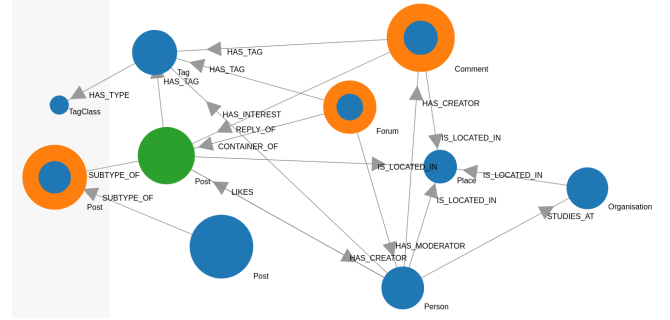 HAS_TAG
Comment
Tag
HAS_TAG
HAS_TAG
HAS_TYPE
HAS_CREATOR
TagClass
HAS_INTEREST
REPLY_OF
Forum
IS_LOCATED_IN
CONTAINER_OF
IS_LOCATED_IN
SUBTYPE_OF
Post
Place
IS_LOCATED_IN
LIKES
SUBTYPE_OF
IS_LOCATED_IN
Post
Organisation
STUDIES_AT
HAS_MODERATOR
HAS_CREATOR
Post
Person